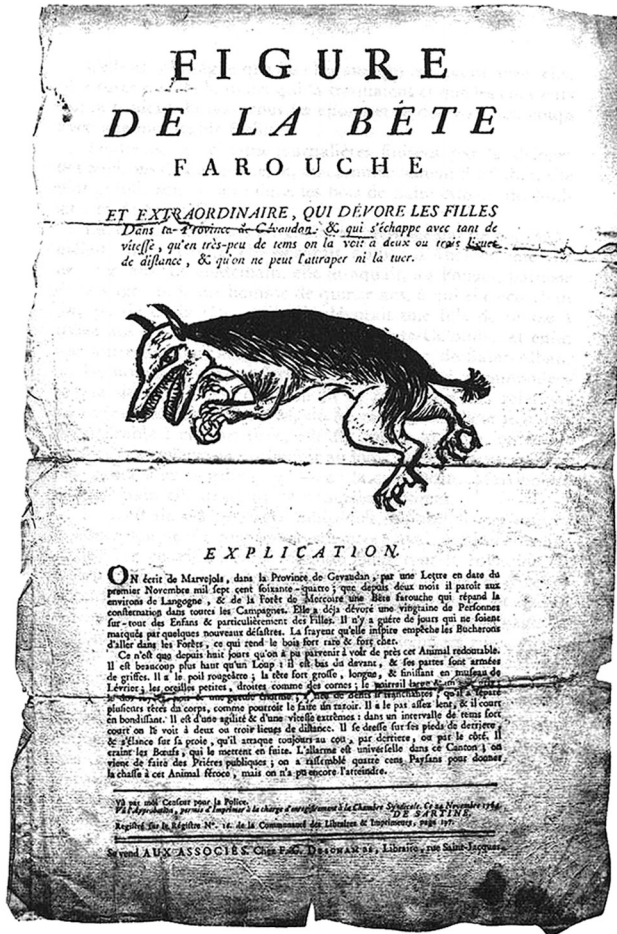 FIGURE
DE LA BÉTE
FAROUCHE
ET EXTRAORDINAIRE, QUI DÉVORE LES FILLES
Dans la Province de Gévaudan, & qui s'échappe avec tant de
vitesse, qu'en très-peu de tems on la voit à deux ou trois lieues
de distance, & qu'on ne peut l'attraper ni la tuer.
EXPLICATION.
ON écrit de Marvejols, dans la Province de Gevaudan, par une Lettre en date du
premier Novembre mil sept cent soixante-quatre; que depuis deux mois il paroît aux
environs de Langogne, & de la Forêt de Mercoire une Bête farouche qui répand la
consternation dans toutes les Campagnes. Elle a déja dévoré une vingtaine de Personnes
sur-tout des Enfans & particuliérement des Filles. Il n'y a guére de jours qui ne soient
marqués par quelques nouveaux désastres. La frayeur qu'elle inspire empêche les Bucherons
d'aller dans les Forêts, ce qui rend le bois fort rare & fort cher.
Ce n'est que depuis huit jours qu'on a pu parvenir à voir de près cet Animal redoutable.
Il est beaucoup plus haut qu'un Loup; il est bas du devant, & ses partes sont armées
de griffes. Il a le poil rougeâtre; la tête fort grosse, longue, & finissant en museau de
Lévrier; les oreilles petites, droites comme des cornes; le poitrail large &
plusieurs têtes du corps, comme pourroit le faire un rasoir. Il a le pas assez lent, & il court
en bondissant. Il est d'une agilité & d'une vitesse extrêmes: dans un intervalle de tems fort
court on le voit à deux ou trois lieues de distance. Il se dresse sur ses pieds de derriere,
& s'élance sur sa proie, qu'il attaque toujours au cou, par derriere, ou par le côté. Il
craint les Bœufs, qui le mettent en fuite. L'allarme est universelle dans ce Canton; on
vient de faire des Priéres publiques; on a rassemblé quatre cens Paysans pour donner
la chasse à cet Animal féroce, mais on n'a pu encore l'atteindre.
Vû par moi Censeur pour la Police.
Vû l'Approbation, permis d'Imprimer à la charge d'enregistrement à la Chambre Syndicale. Ce 24 Novembre 1764.
DE SARTINE.
Registré sur le Régistre N°. 16. de la Communauté des Libraires & Imprimeurs, page 197.
Se vend AUX ASSOCIÉS. Chez F. G. DESCHAMPS, Libraire, rue Saint-Jacques.